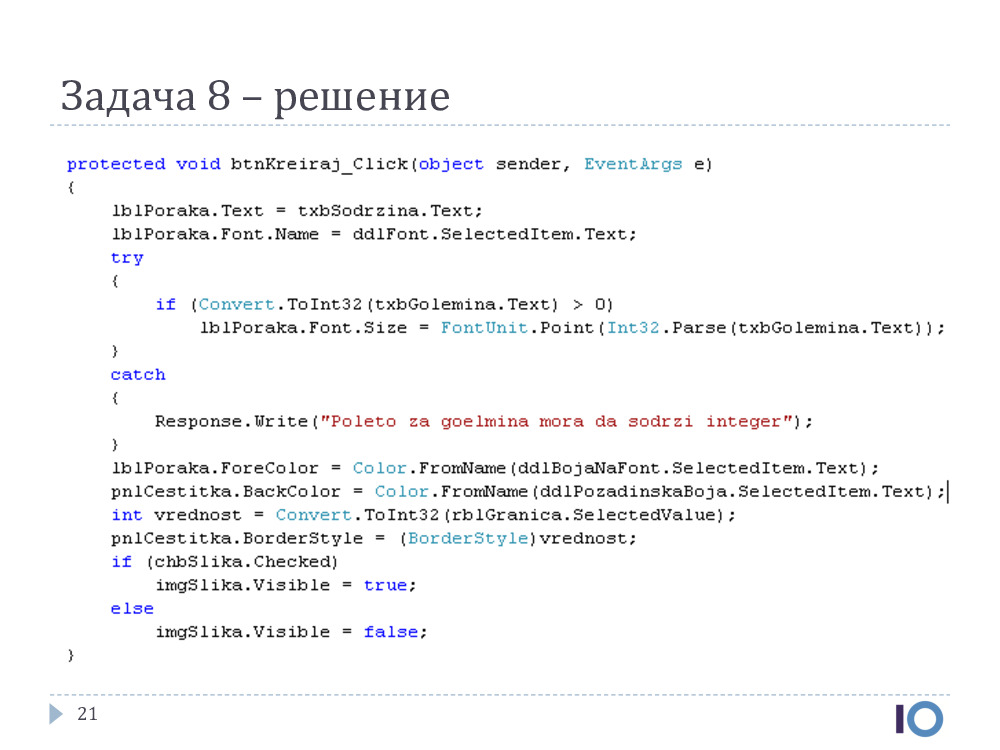 Задача 8 – решение
protected void btnKreiraj_Click(object sender, EventArgs e)
{
    lblPoraka.Text = txbSodrzina.Text;
    lblPoraka.Font.Name = ddlFont.SelectedItem.Text;
    try
    {
        if (Convert.ToInt32(txbGolemina.Text) > 0)
            lblPoraka.Font.Size = FontUnit.Point(Int32.Parse(txbGolemina.Text));
    }
    catch
    {
        Response.Write("Poleto za goelmina mora da sodrzi integer");
    }
    lblPoraka.ForeColor = Color.FromName(ddlBojaNaFont.SelectedItem.Text);
    pnlCestitka.BackColor = Color.FromName(ddlPozadinskaBoja.SelectedItem.Text);
    int vrednost = Convert.ToInt32(rblGranica.SelectedValue);
    pnlCestitka.BorderStyle = (BorderStyle)vrednost;
    if (chbSlika.Checked)
        imgSlika.Visible = true;
    else
        imgSlika.Visible = false;
}
21